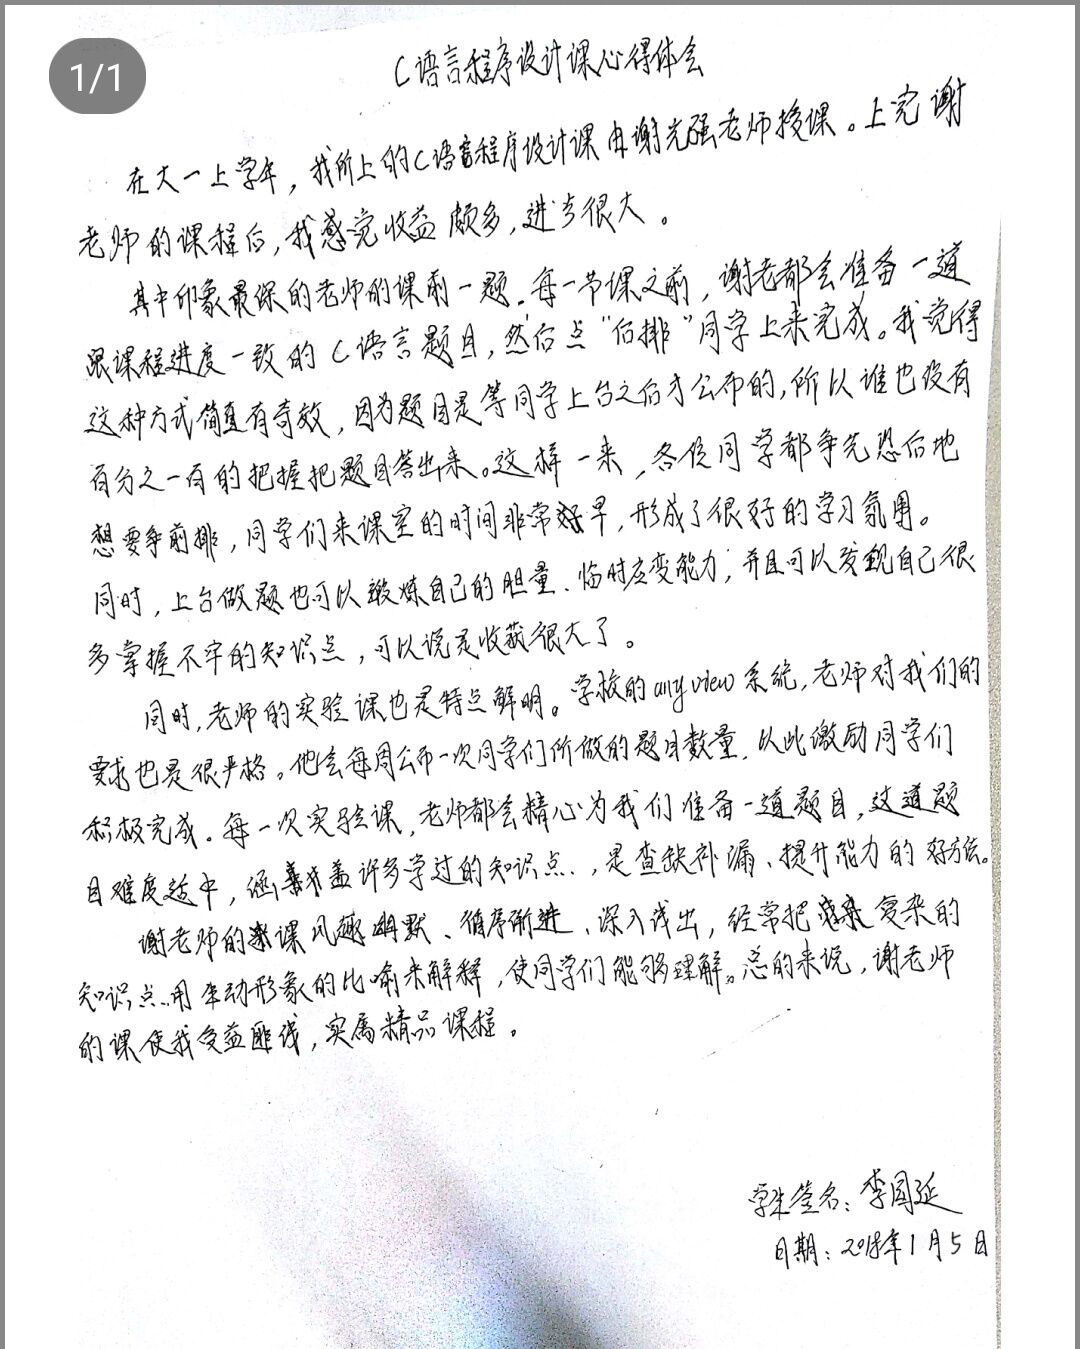 1/1
C语言程序设计课心得体会
在大一上学年，我所上的C语言程序设计课由谢光强老师授课。上完谢
老师的课程后，我感觉收益颇多，进步很大。
其中印象最深的老师的课前一题。每一节课之前，谢老都会准备一道
跟课程进度一致的C语言题目，然后点“后排”同学上来完成。我觉得
这种方式简直有奇效，因为题目是等同学上台之后才公布的，所以谁也没有
百分之一百的把握把题目答出来。这样一来，各位同学都争先恐后地
想要争前排，同学们来课室的时间非常早，形成了很好的学习氛围。
同时，上台做题也可以锻炼自己的胆量、临时应变能力，并且可以发现自己很
多掌握不牢的知识点，可以说是收获很大了。
同时，老师的实验课也是特点鲜明。学校的anyview系统，老师对我们的
要求也是很严格。他会每周公布一次同学们所做的题目数量，以此激励同学们
积极完成。每一次实验课，老师都会精心为我们准备一道题目，这道题
目难度适中，涵盖许多学过的知识点，是查缺补漏、提升能力的好方法。
谢老师的课风趣幽默、循序渐进、深入浅出，经常把复杂的
知识点用生动形象的比喻来解释，使同学们能够理解。总的来说，谢老师
的课使我受益匪浅，实属精品课程。
学生签名：李国延
日期：2018年1月5日